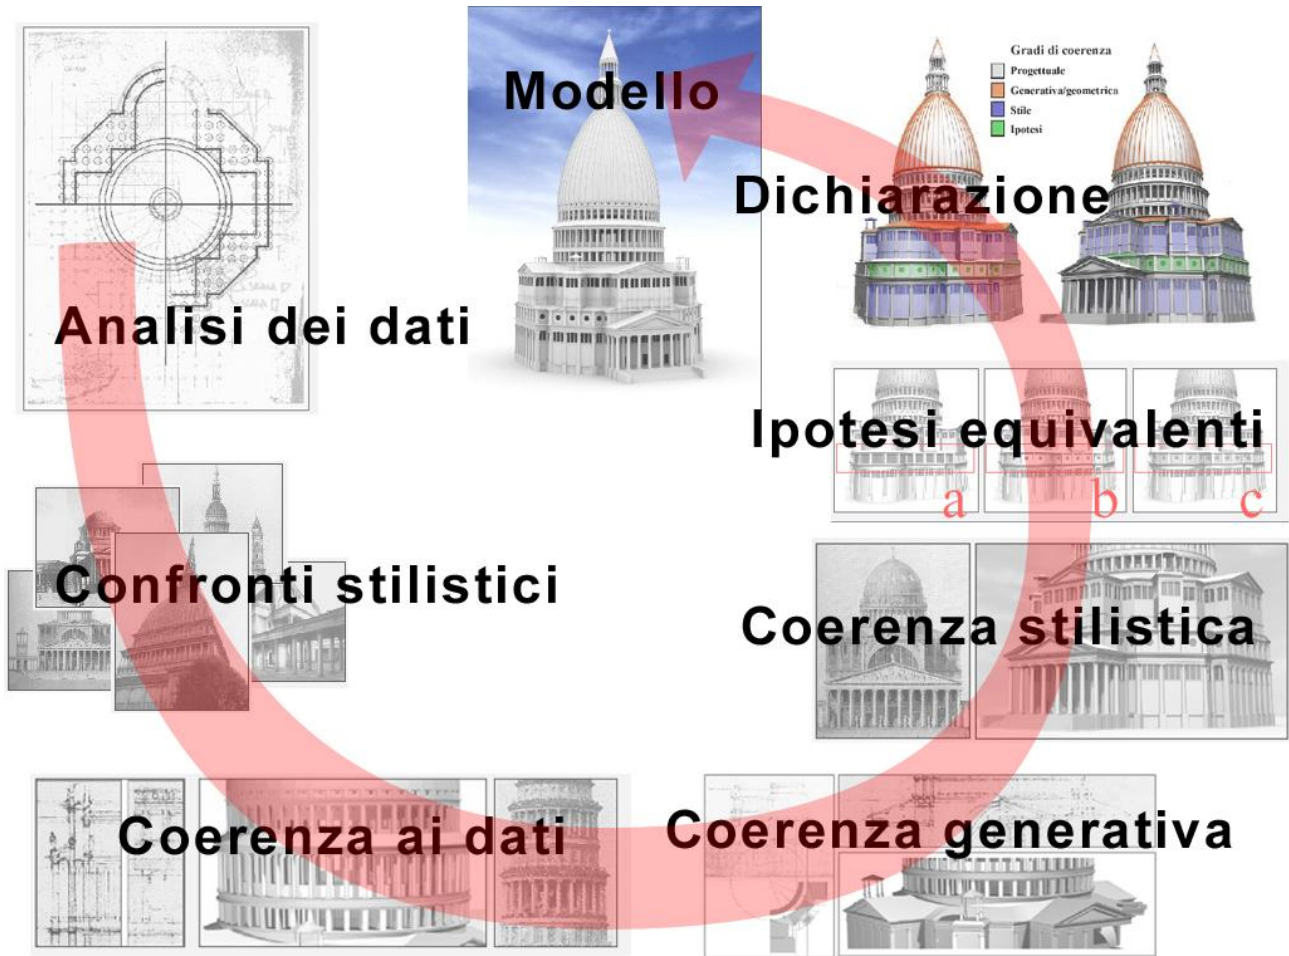 Modello
Gradi di coerenza
Progettuale
Generativa/geometrica
Stile
Ipotesi
Dichiarazione
Analisi dei dati
Ipotesi equivalenti
a
b
c
Confronti stilistici
Coerenza stilistica
Coerenza ai dati
Coerenza generativa